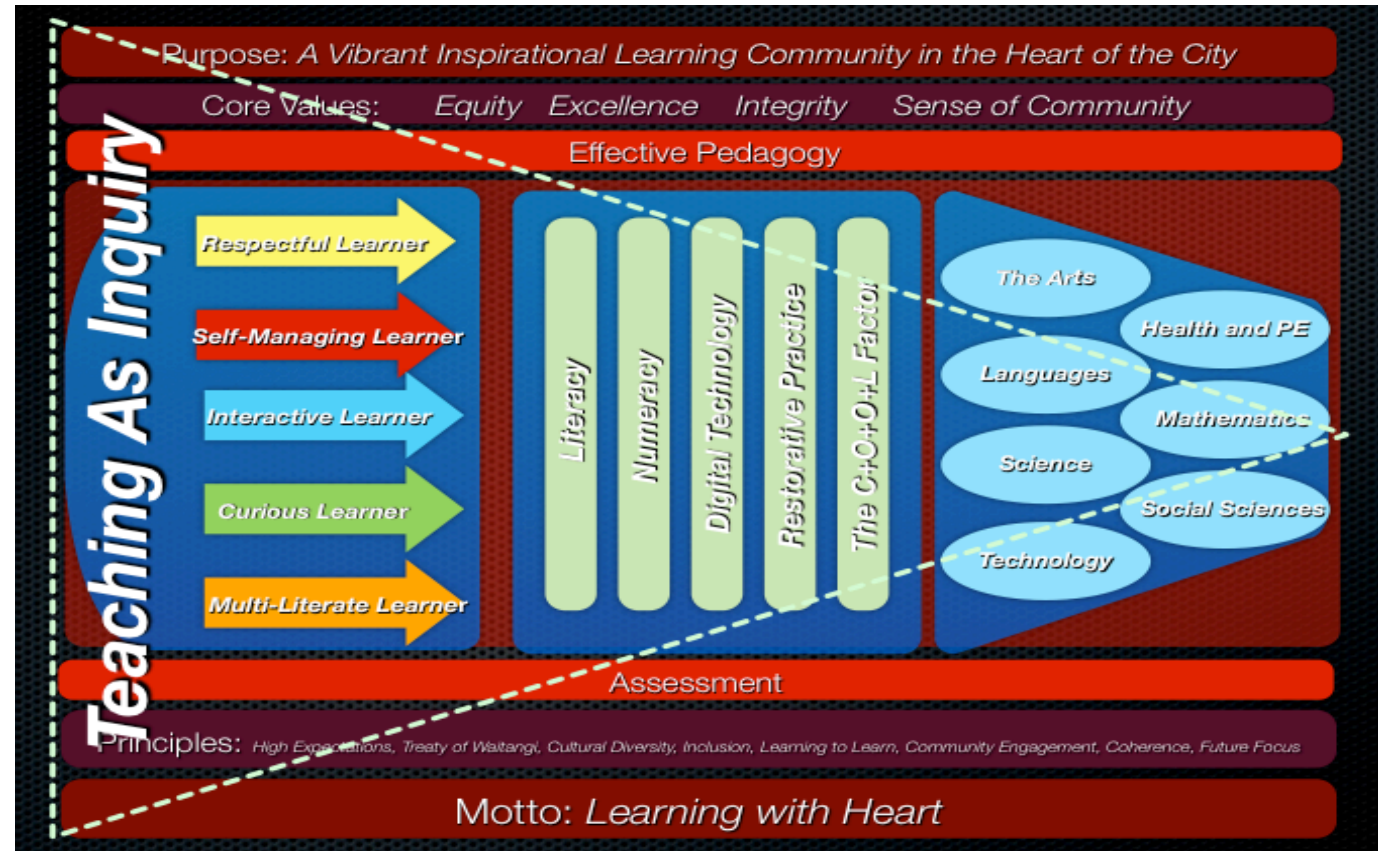 Purpose: A Vibrant Inspirational Learning Community in the Heart of the City
Core Values: Equity Excellence Integrity Sense of Community
Effective Pedagogy
Teaching As Inquiry
Respectful Learner
Self-Managing Learner
Interactive Learner
Curious Learner
Multi-Literate Learner
Literacy
Numeracy
Digital Technology
Restorative Practice
The C+O+O+L Factor
The Arts
Health and PE
Languages
Mathematics
Science
Social Sciences
Technology
Assessment
Principles: High Expectations, Treaty of Waitangi, Cultural Diversity, Inclusion, Learning to Learn, Community Engagement, Coherence, Future Focus
Motto: Learning with Heart